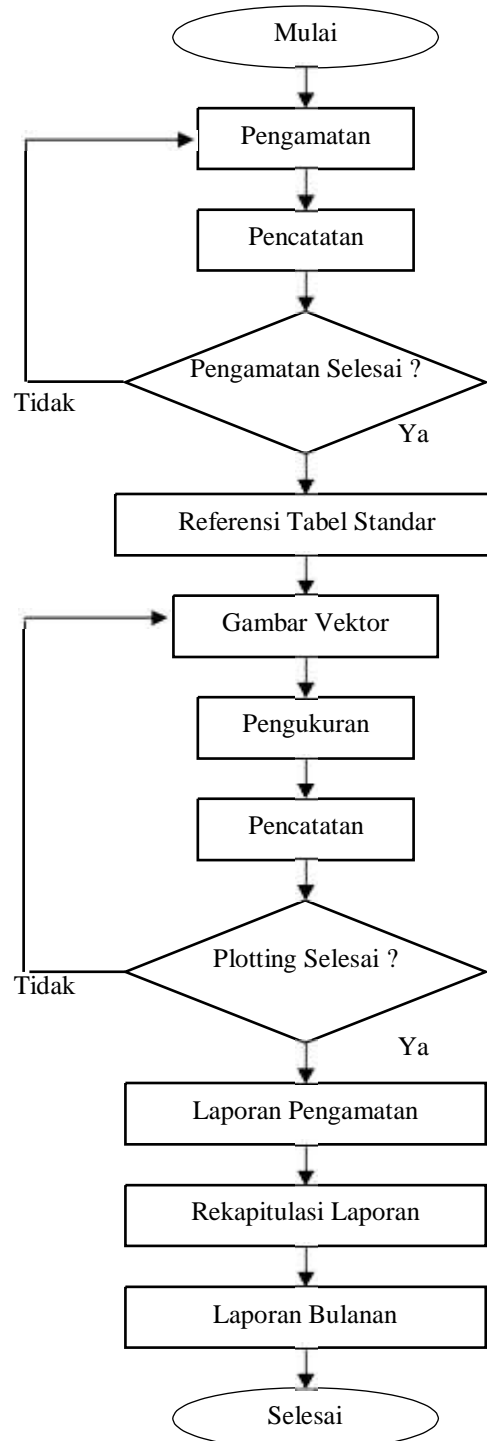 Mulai
Pengamatan
Pencatatan
Pengamatan Selesai ?
Tidak
Ya
Referensi Tabel Standar
Gambar Vektor
Pengukuran
Pencatatan
Plotting Selesai ?
Tidak
Ya
Laporan Pengamatan
Rekapitulasi Laporan
Laporan Bulanan
Selesai